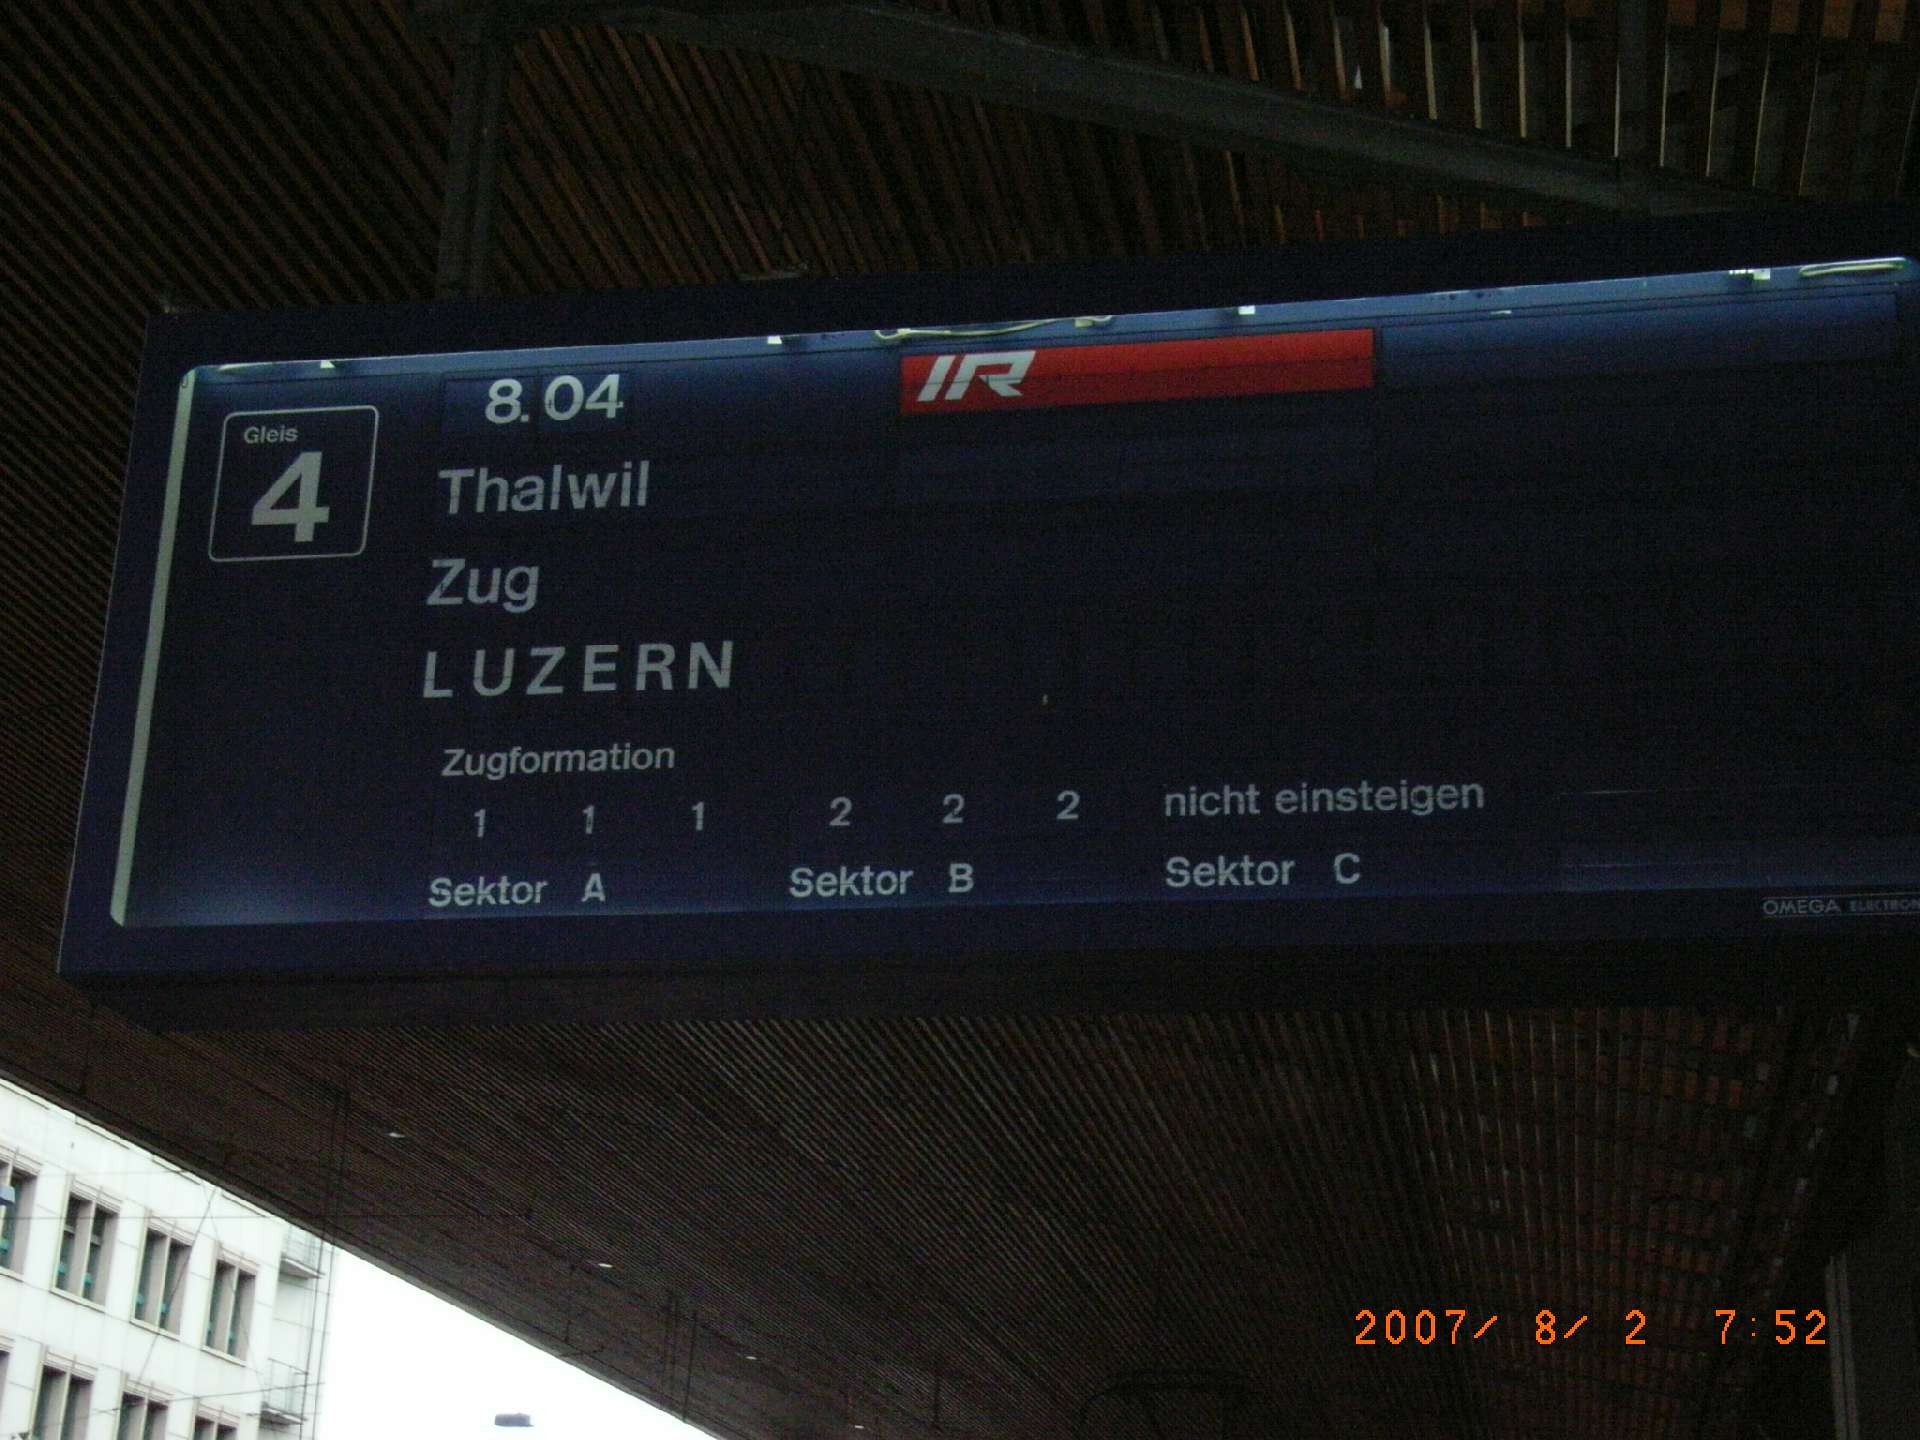 8.04 IR
Gleis
4
Thalwil
Zug
LUZERN
Zugformation
1 1 1 2 2 2 nicht einsteigen
Sektor A Sektor B Sektor C
OMEGA
2007/ 8/ 2 7:52